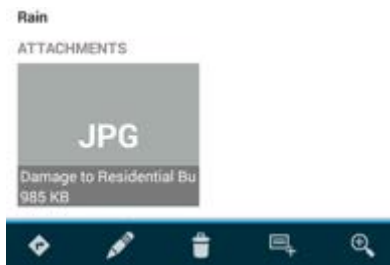 Rain
ATTACHMENTS
JPG
Damage to Residential Bu
985 KB